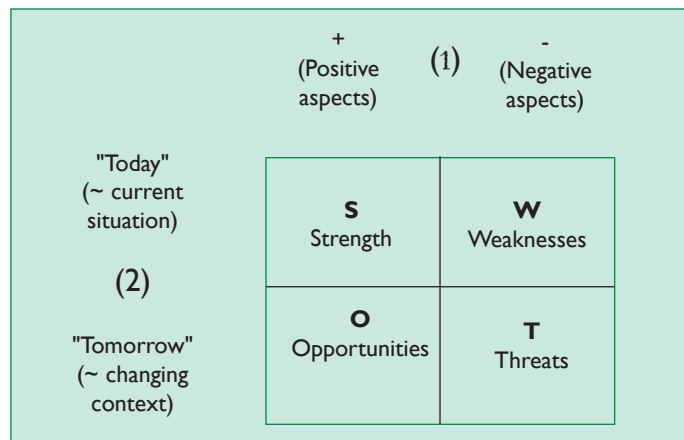 +
(Positive
aspects)
(1)
-
(Negative
aspects)
"Today"
(~ current
situation)
(2)
"Tomorrow"
(~ changing
context)
S
Strength
W
Weaknesses
O
Opportunities
T
Threats